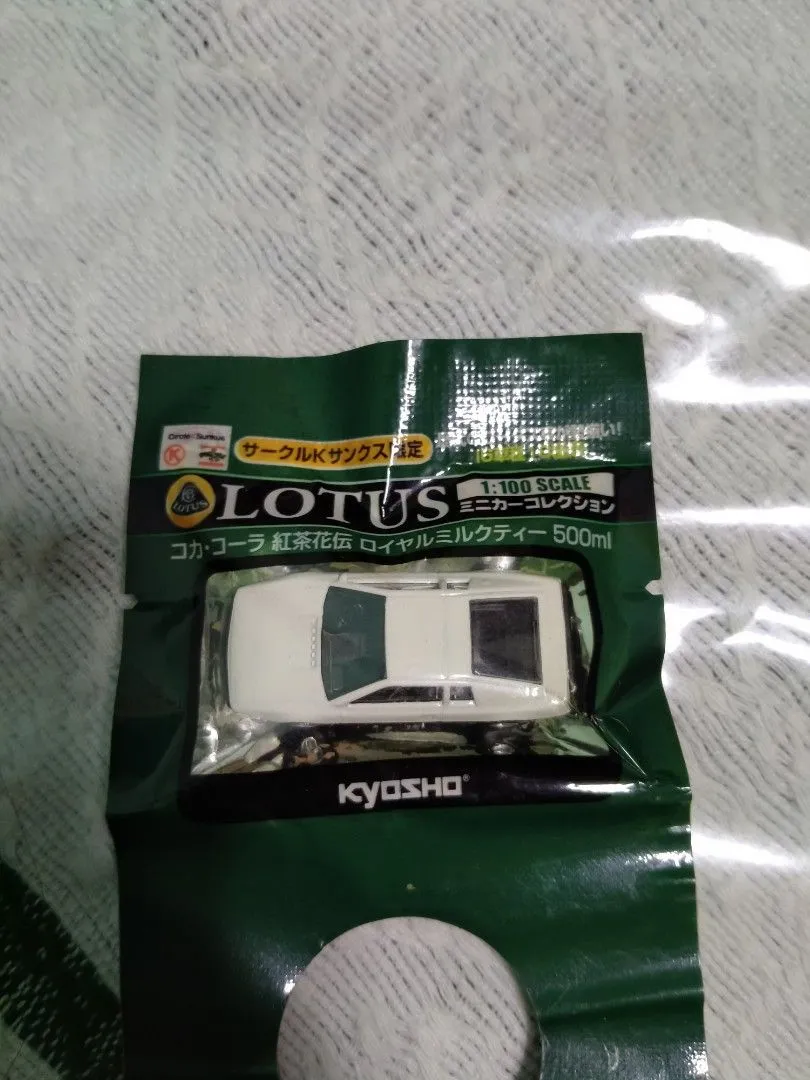 Circle K Sunkus
K
サークルKサンクス限定
LOTUS
LOTUS
1:100 SCALE
ミニカーコレクション
コカ・コーラ 紅茶花伝 ロイヤルミルクティー 500ml
KYOSHO®